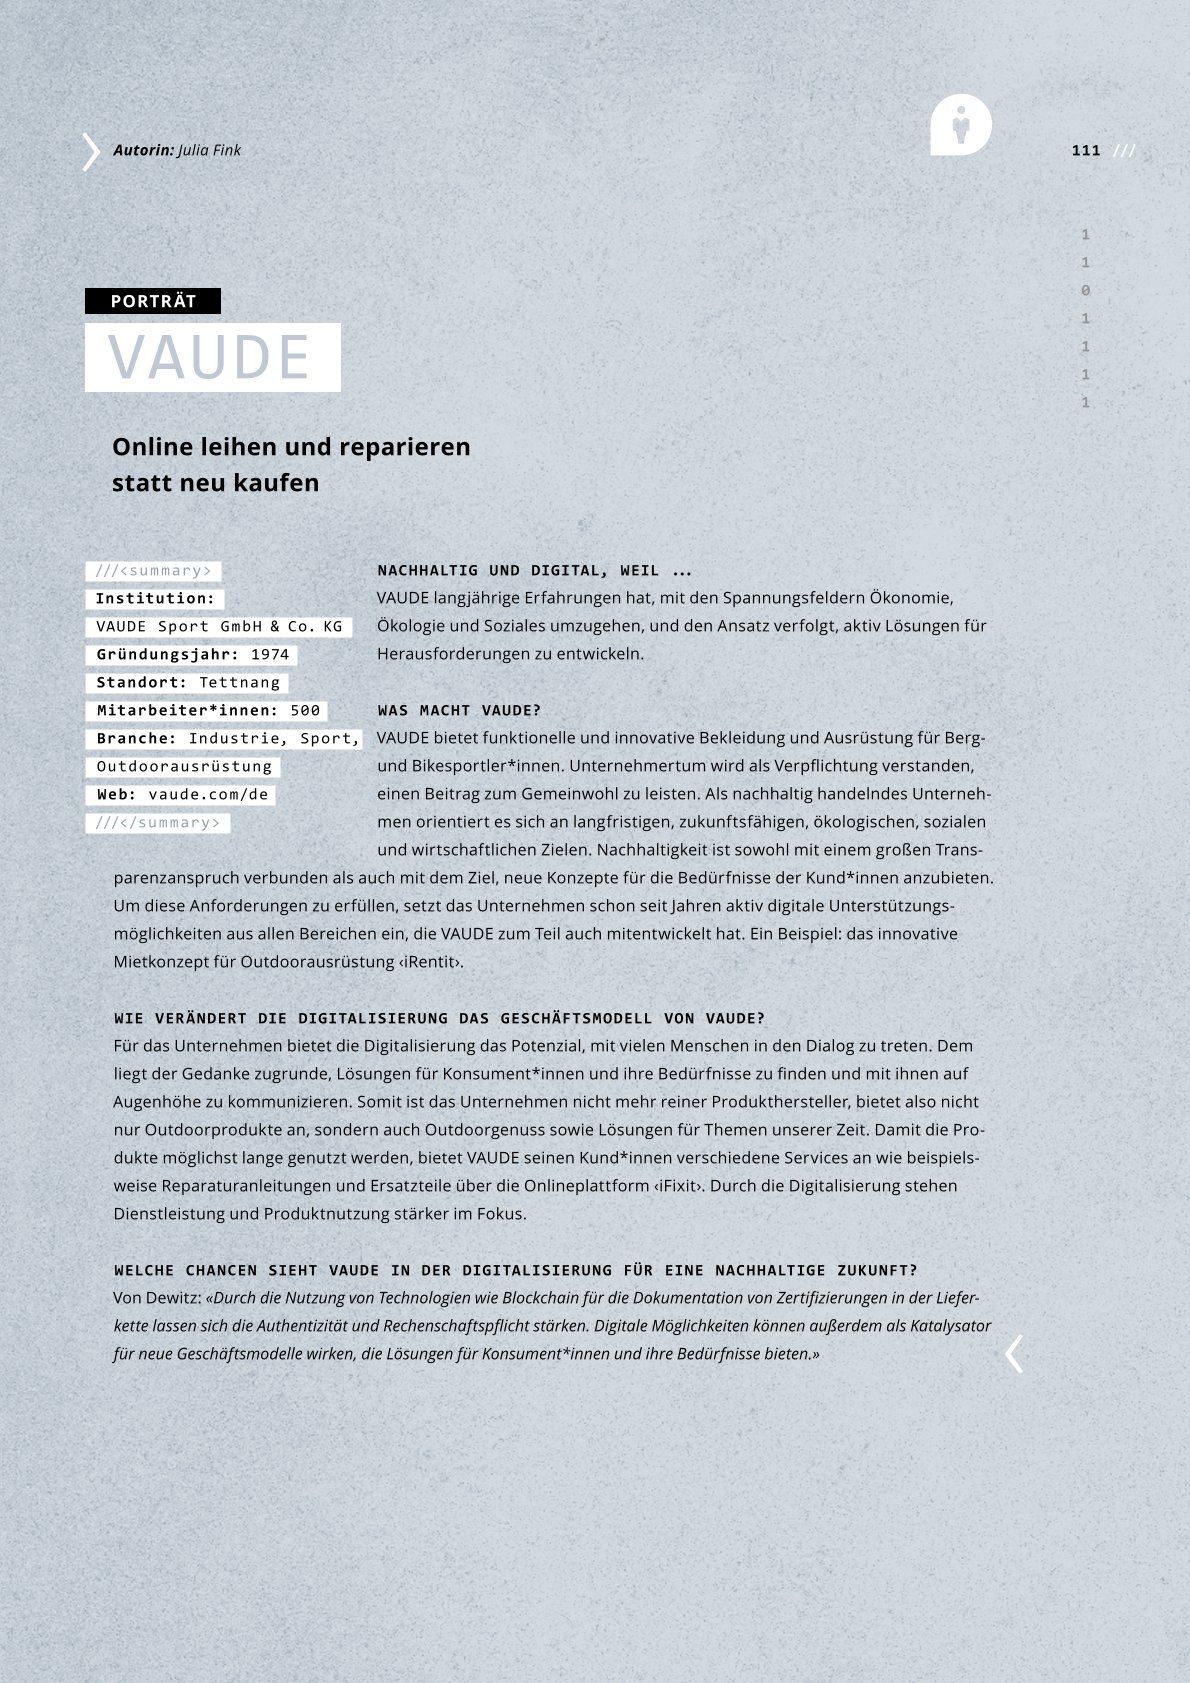 Autorin: Julia Fink
111 ///
1
1
0
1
1
1
1
PORTRÄT
VAUDE
Online leihen und reparieren
statt neu kaufen
///<summary>
Institution:
VAUDE Sport GmbH & Co. KG
Gründungsjahr: 1974
Standort: Tettnang
Mitarbeiter*innen: 500
Branche: Industrie, Sport,
Outdoorausrüstung
Web: vaude.com/de
///</summary>
NACHHALTIG UND DIGITAL, WEIL ...
VAUDE langjährige Erfahrungen hat, mit den Spannungsfeldern Ökonomie,
Ökologie und Soziales umzugehen, und den Ansatz verfolgt, aktiv Lösungen für
Herausforderungen zu entwickeln.
WAS MACHT VAUDE?
VAUDE bietet funktionelle und innovative Bekleidung und Ausrüstung für Berg-
und Bikesportler*innen. Unternehmertum wird als Verpflichtung verstanden,
einen Beitrag zum Gemeinwohl zu leisten. Als nachhaltig handelndes Unterneh-
men orientiert es sich an langfristigen, zukunftsfähigen, ökologischen, sozialen
und wirtschaftlichen Zielen. Nachhaltigkeit ist sowohl mit einem großen Trans-
parenzanspruch verbunden als auch mit dem Ziel, neue Konzepte für die Bedürfnisse der Kund*innen anzubieten.
Um diese Anforderungen zu erfüllen, setzt das Unternehmen schon seit Jahren aktiv digitale Unterstützungs-
möglichkeiten aus allen Bereichen ein, die VAUDE zum Teil auch mitentwickelt hat. Ein Beispiel: das innovative
Mietkonzept für Outdoorausrüstung ‹iRentit›.
WIE VERÄNDERT DIE DIGITALISIERUNG DAS GESCHÄFTSMODELL VON VAUDE?
Für das Unternehmen bietet die Digitalisierung das Potenzial, mit vielen Menschen in den Dialog zu treten. Dem
liegt der Gedanke zugrunde, Lösungen für Konsument*innen und ihre Bedürfnisse zu finden und mit ihnen auf
Augenhöhe zu kommunizieren. Somit ist das Unternehmen nicht mehr reiner Produkthersteller, bietet also nicht
nur Outdoorprodukte an, sondern auch Outdoorgenuss sowie Lösungen für Themen unserer Zeit. Damit die Pro-
dukte möglichst lange genutzt werden, bietet VAUDE seinen Kund*innen verschiedene Services an wie beispiels-
weise Reparaturanleitungen und Ersatzteile über die Onlineplattform ‹iFixit›. Durch die Digitalisierung stehen
Dienstleistung und Produktnutzung stärker im Fokus.
WELCHE CHANCEN SIEHT VAUDE IN DER DIGITALISIERUNG FÜR EINE NACHHALTIGE ZUKUNFT?
Von Dewitz: «Durch die Nutzung von Technologien wie Blockchain für die Dokumentation von Zertifizierungen in der Liefer-
kette lassen sich die Authentizität und Rechenschaftspflicht stärken. Digitale Möglichkeiten können außerdem als Katalysator
für neue Geschäftsmodelle wirken, die Lösungen für Konsument*innen und ihre Bedürfnisse bieten.»